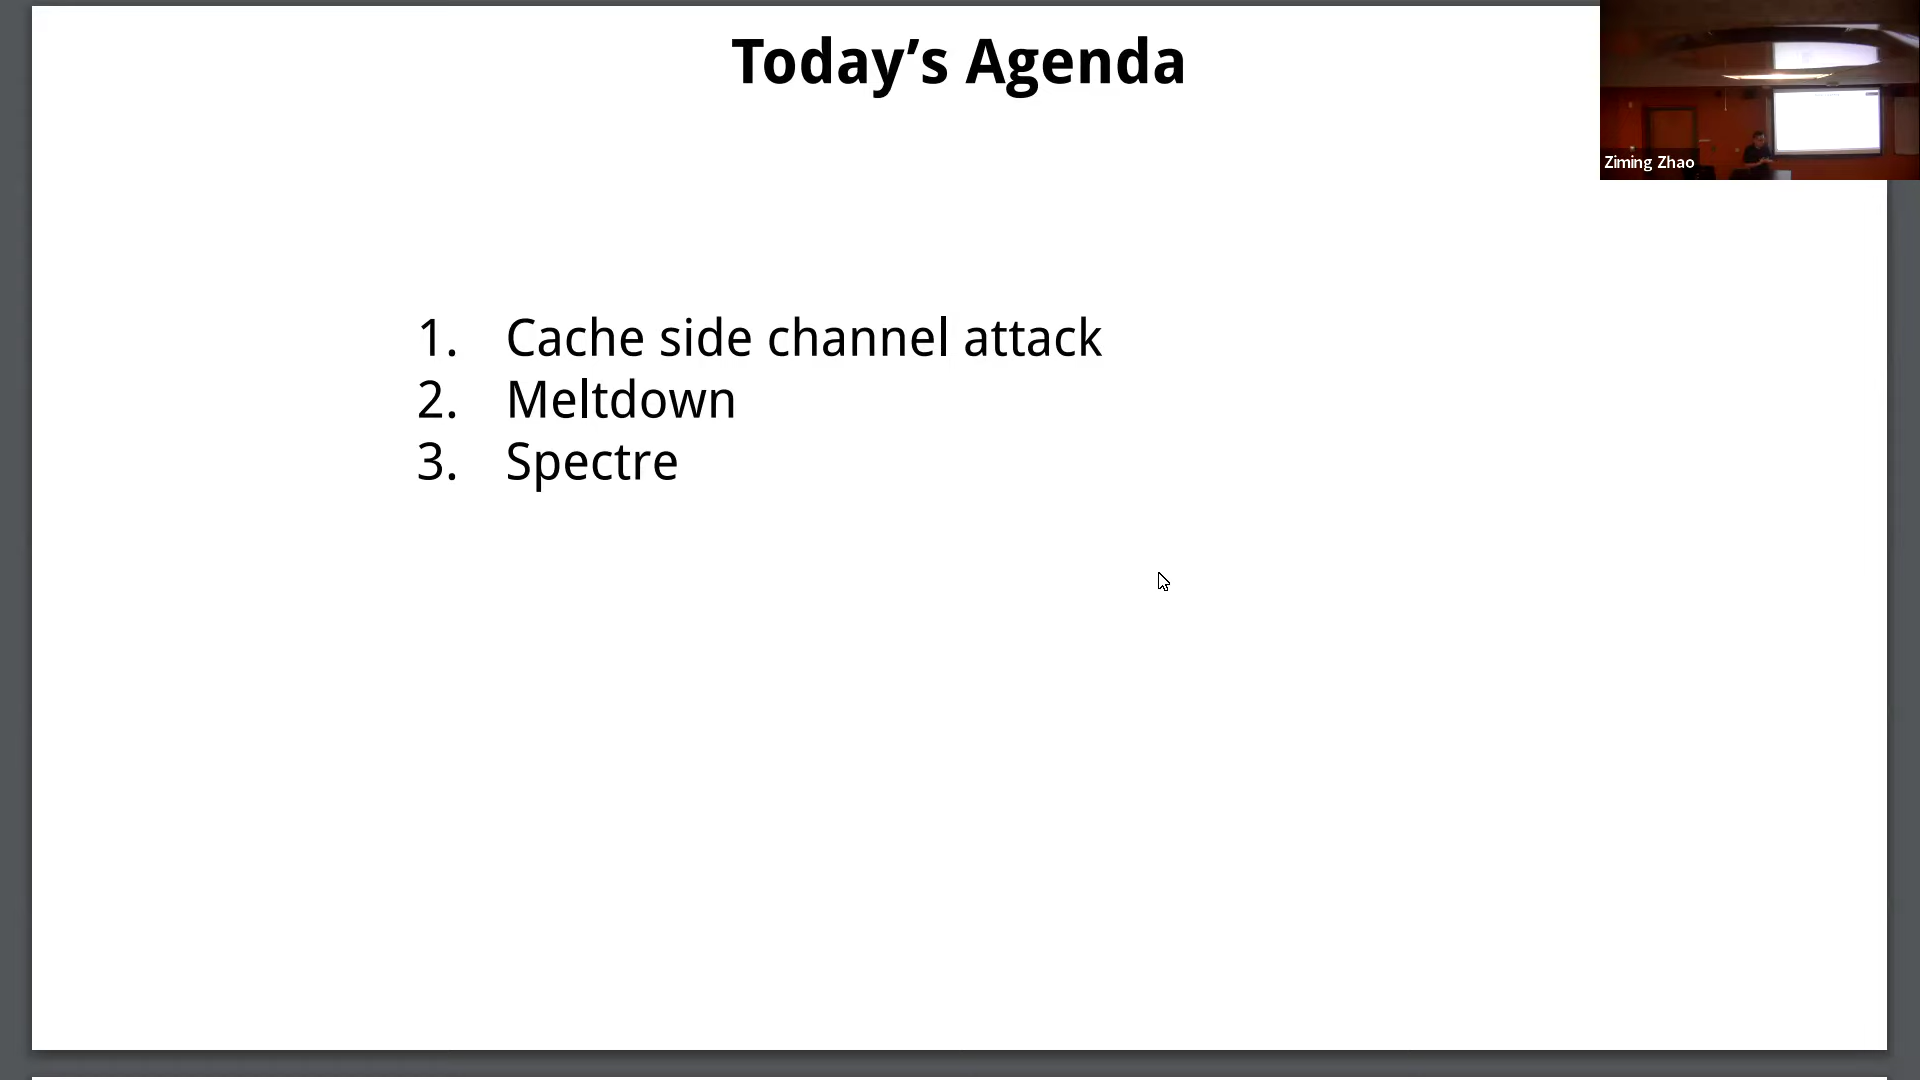 Today’s Agenda
1. Cache side channel attack
2. Meltdown
3. Spectre
Ziming Zhao